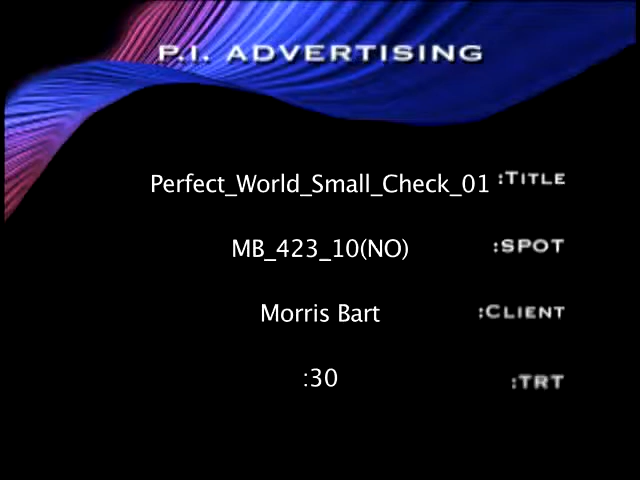 P.I. ADVERTISING
Perfect_World_Small_Check_01 :TITLE
MB_423_10(NO) :SPOT
Morris Bart :CLIENT
:30 :TRT